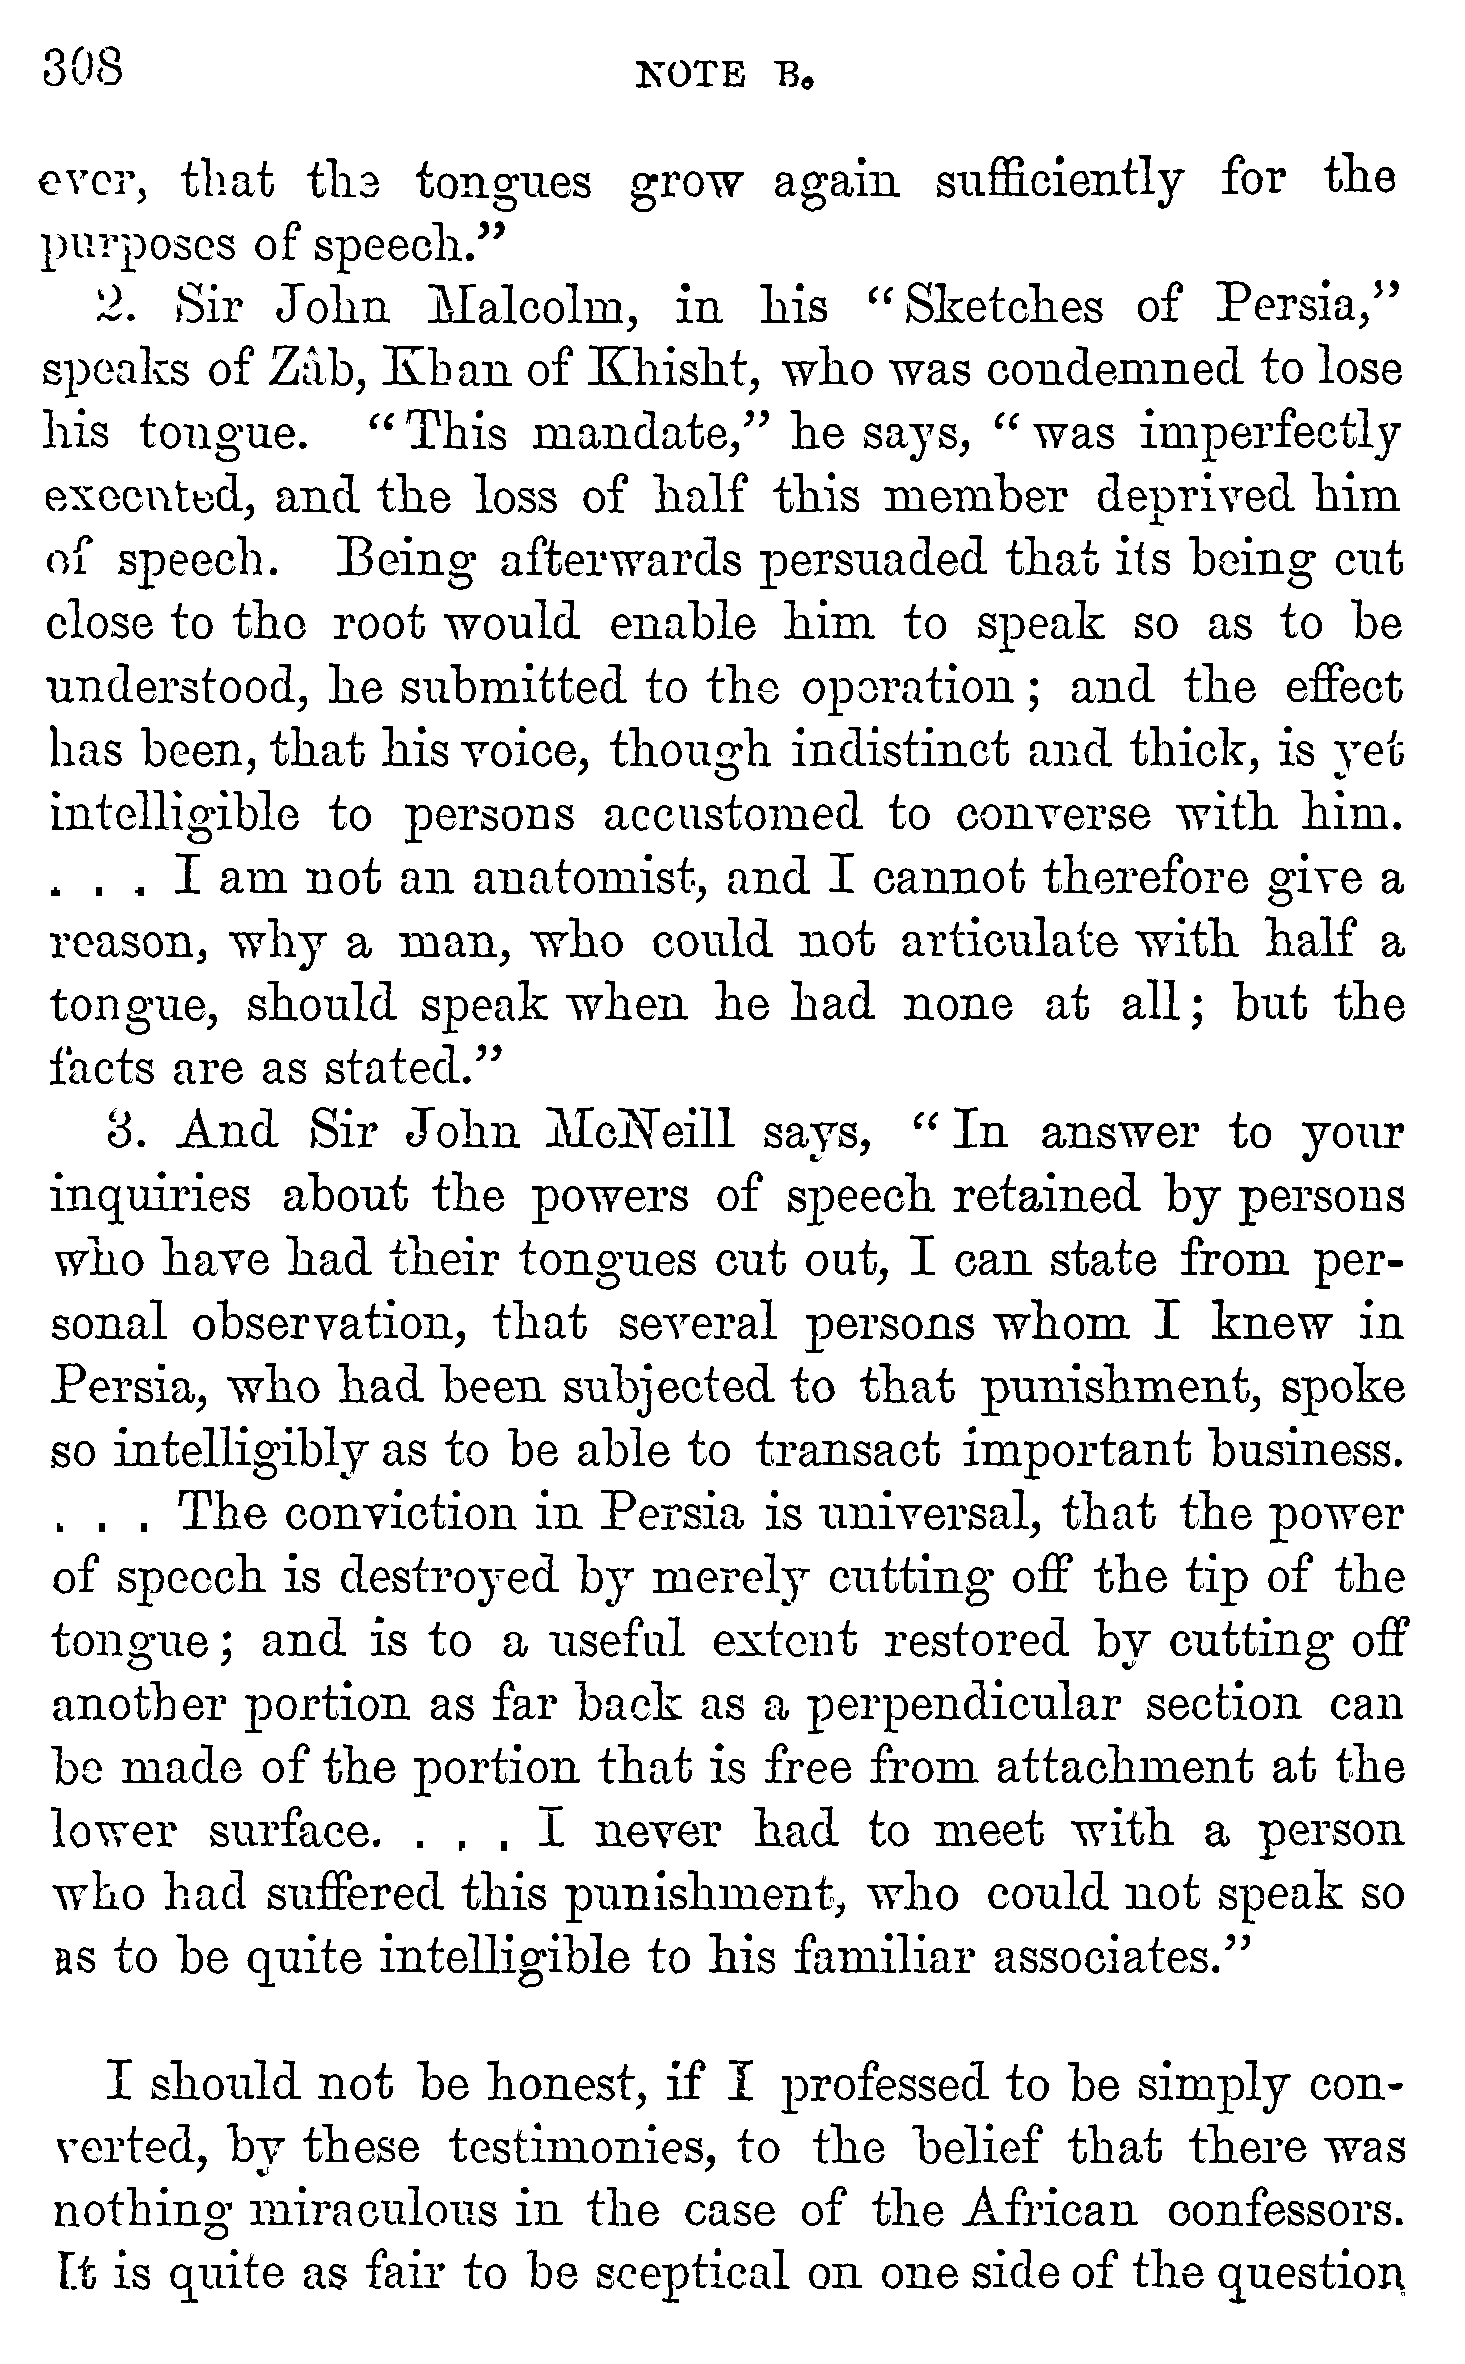 308 NOTE B.
ever, that the tongues grow again sufficiently for the
purposes of speech.”
2. Sir John Malcolm, in his “Sketches of Persia,”
speaks of Zâb, Khan of Khisht, who was condemned to lose
his tongue. “This mandate,” he says, “was imperfectly
executed, and the loss of half this member deprived him
of speech. Being afterwards persuaded that its being cut
close to the root would enable him to speak so as to be
understood, he submitted to the operation; and the effect
has been, that his voice, though indistinct and thick, is yet
intelligible to persons accustomed to converse with him.
. . . I am not an anatomist, and I cannot therefore give a
reason, why a man, who could not articulate with half a
tongue, should speak when he had none at all; but the
facts are as stated.”
3. And Sir John McNeill says, “In answer to your
inquiries about the powers of speech retained by persons
who have had their tongues cut out, I can state from per-
sonal observation, that several persons whom I knew in
Persia, who had been subjected to that punishment, spoke
so intelligibly as to be able to transact important business.
. . . The conviction in Persia is universal, that the power
of speech is destroyed by merely cutting off the tip of the
tongue; and is to a useful extent restored by cutting off
another portion as far back as a perpendicular section can
be made of the portion that is free from attachment at the
lower surface. . . . I never had to meet with a person
who had suffered this punishment, who could not speak so
as to be quite intelligible to his familiar associates.”
I should not be honest, if I professed to be simply con-
verted, by these testimonies, to the belief that there was
nothing miraculous in the case of the African confessors.
It is quite as fair to be sceptical on one side of the question